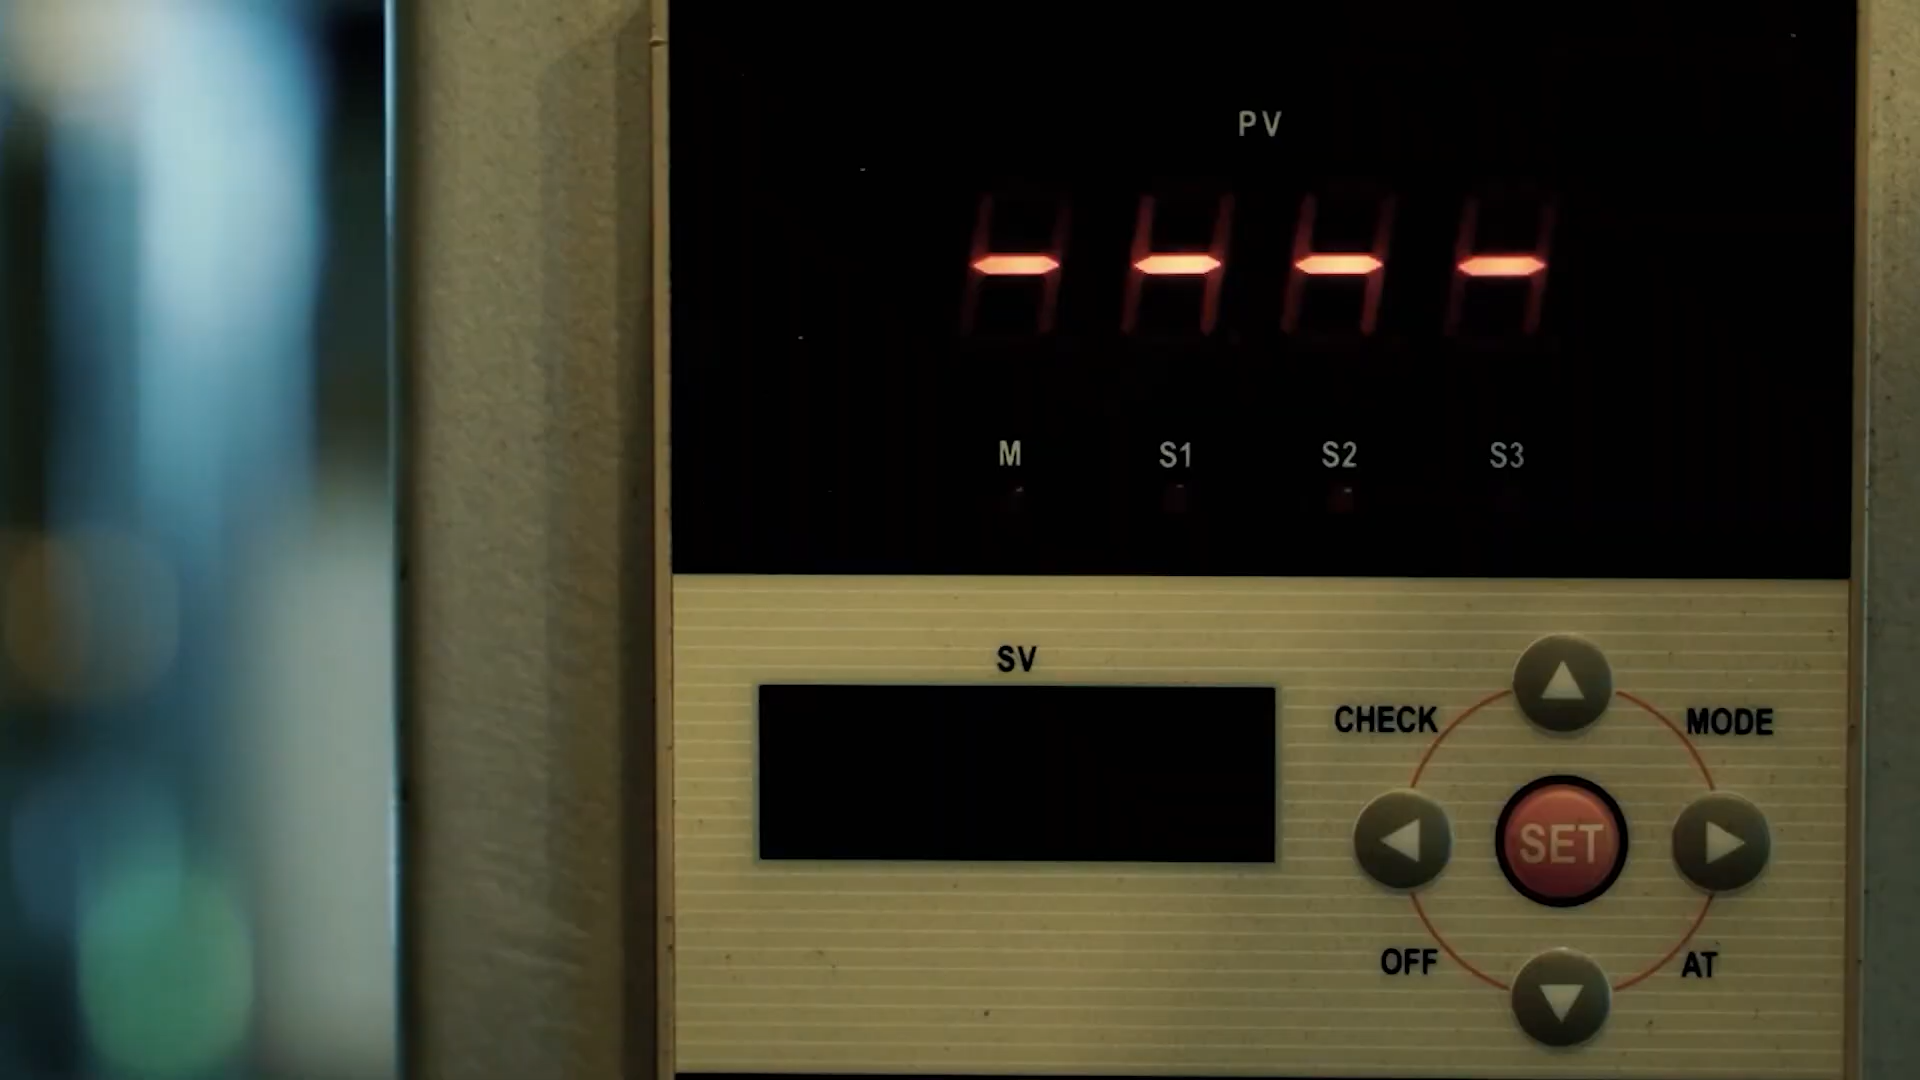 PV
----
M S1 S2 S3
SV
CHECK MODE
SET
OFF AT